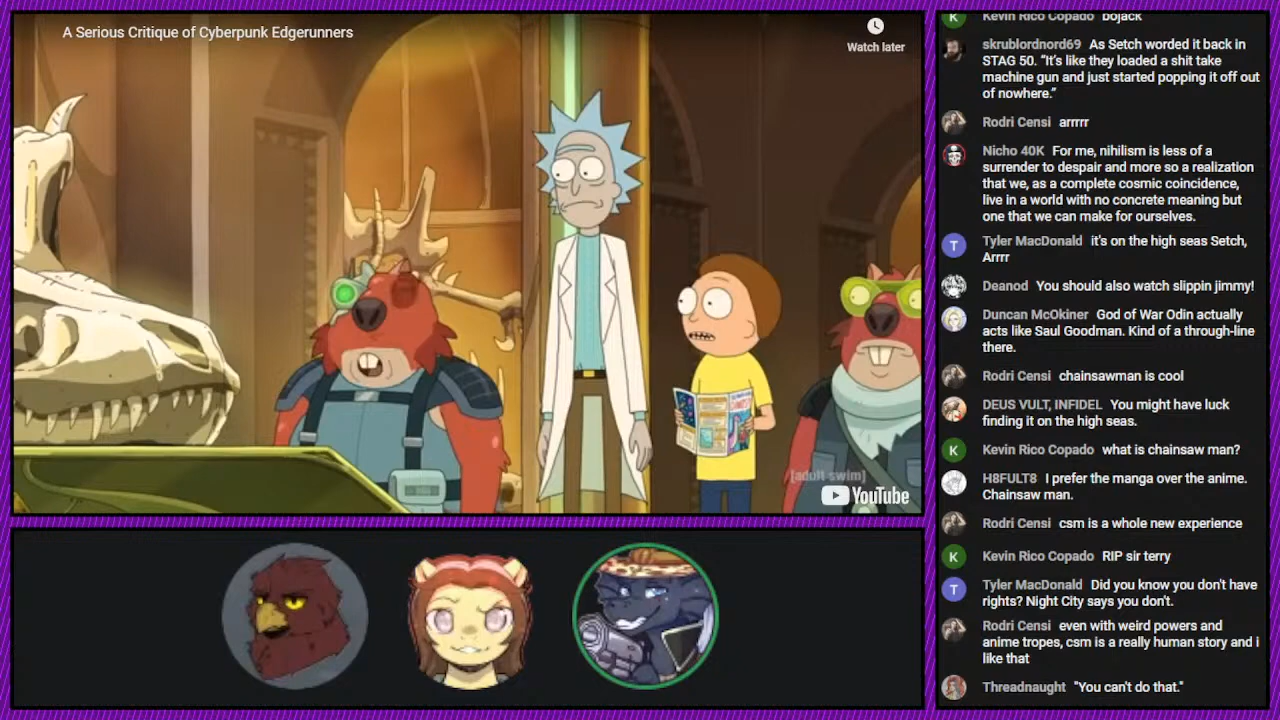 A Serious Critique of Cyberpunk Edgerunners
Watch later
[adult swim]
YouTube
Kevin Rico Copado bojack
skrublordnord69 As Setch worded it back in
STAG 50. “It’s like they loaded a shit take
machine gun and just started popping it off out
of nowhere.”
Rodri Censi arrrrr
Nicho 40K For me, nihilism is less of a
surrender to despair and more so a realization
that we, as a complete cosmic coincidence,
live in a world with no concrete meaning but
one that we can make for ourselves.
T
Tyler MacDonald it's on the high seas Setch,
Arrrr
Deanod You should also watch slippin jimmy!
Duncan McOkiner God of War Odin actually
acts like Saul Goodman. Kind of a through-line
there.
Rodri Censi chainsawman is cool
DEUS VULT, INFIDEL You might have luck
finding it on the high seas.
K
Kevin Rico Copado what is chainsaw man?
H8FULT8 I prefer the manga over the anime.
Chainsaw man.
Rodri Censi csm is a whole new experience
K
Kevin Rico Copado RIP sir terry
T
Tyler MacDonald Did you know you don't have
rights? Night City says you don't.
Rodri Censi even with weird powers and
anime tropes, csm is a really human story and i
like that
Threadnaught "You can't do that."